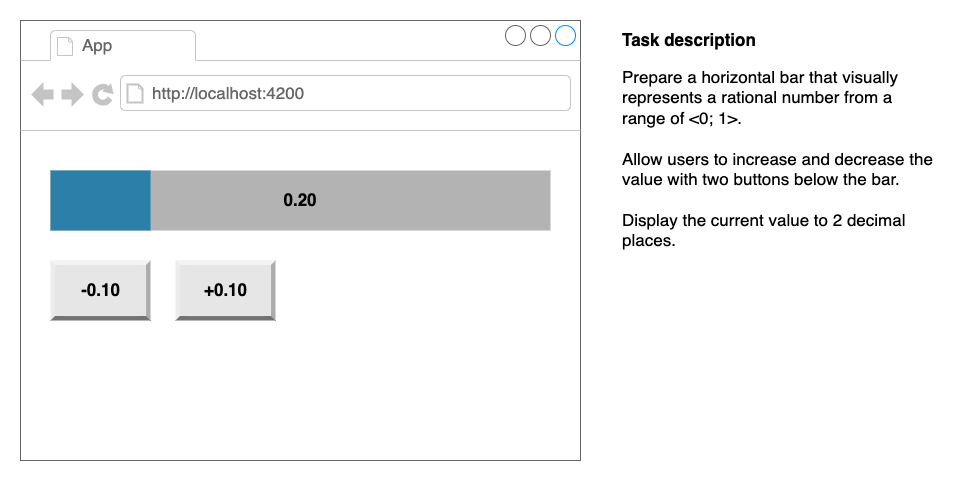 App
http://localhost:4200
0.20
-0.10
+0.10
Task description
Prepare a horizontal bar that visually
represents a rational number from a
range of <0; 1>.
Allow users to increase and decrease the
value with two buttons below the bar.
Display the current value to 2 decimal
places.